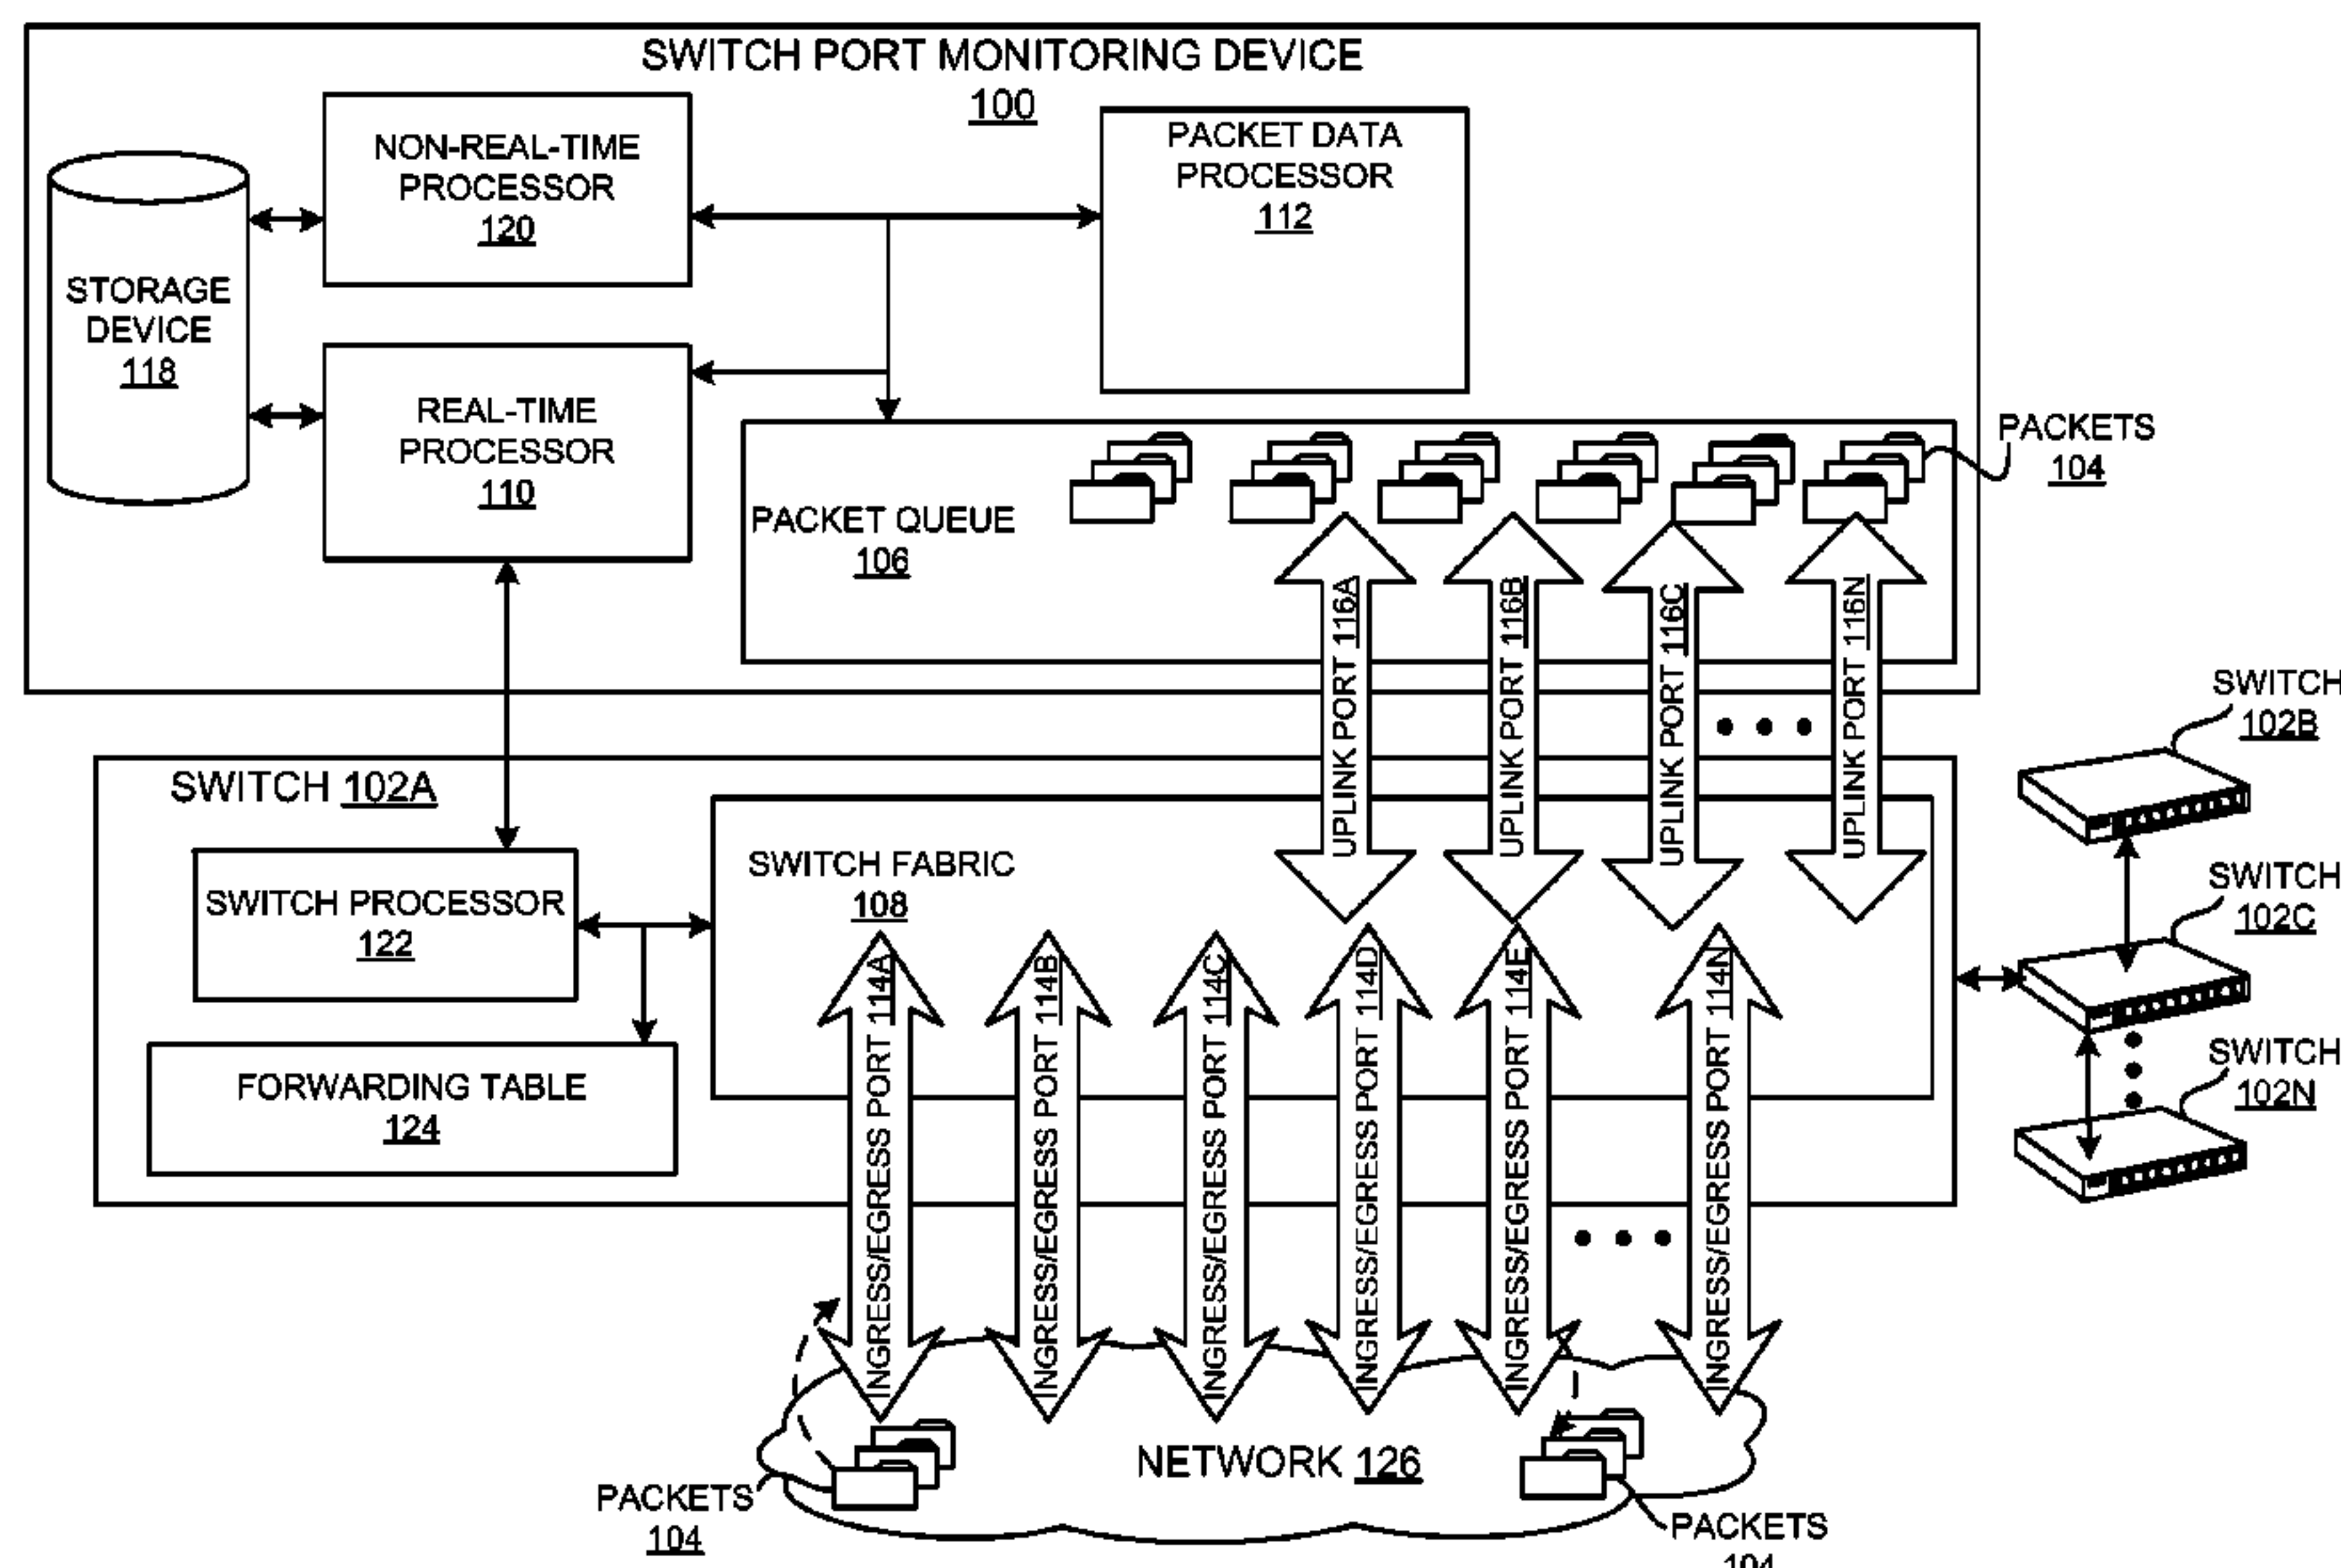 SWITCH PORT MONITORING DEVICE
100
NON-REAL-TIME
PROCESSOR
120
PACKET DATA
PROCESSOR
112
STORAGE
DEVICE
118
REAL-TIME
PROCESSOR
110
PACKETS
104
PACKET QUEUE
106
UPLINK PORT 116A
UPLINK PORT 116B
UPLINK PORT 116C
UPLINK PORT 116N
SWITCH
102B
SWITCH 102A
SWITCH FABRIC
108
SWITCH PROCESSOR
122
SWITCH
102C
FORWARDING TABLE
124
SWITCH
102N
INGRESS/EGRESS PORT 114A
INGRESS/EGRESS PORT 114B
INGRESS/EGRESS PORT 114C
INGRESS/EGRESS PORT 114D
INGRESS/EGRESS PORT 114E
INGRESS/EGRESS PORT 114N
NETWORK 126
PACKETS
104
PACKETS
104